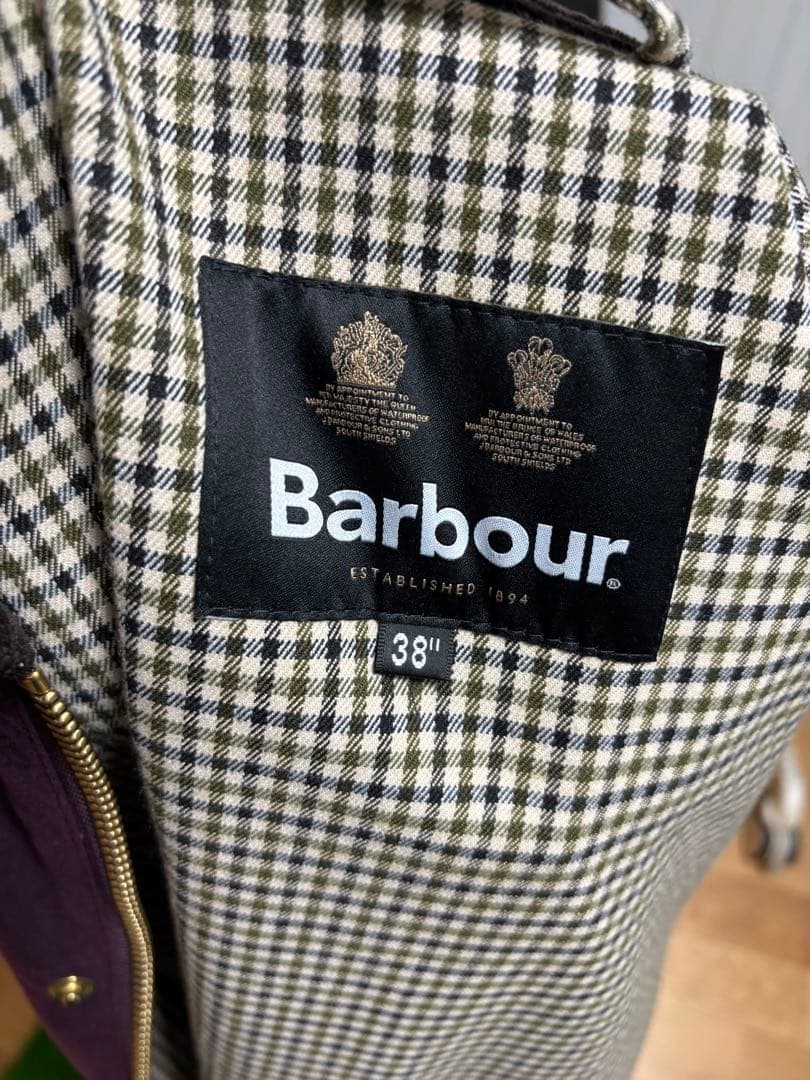 BY APPOINTMENT TO
HER MAJESTY THE QUEEN
MANUFACTURERS OF WATERPROOF
AND PROTECTIVE CLOTHING
J BARBOUR & SONS LTD
SOUTH SHIELDS
BY APPOINTMENT TO
HRH THE PRINCE OF WALES
MANUFACTURERS OF WATERPROOF
AND PROTECTIVE CLOTHING
J BARBOUR & SONS LTD
SOUTH SHIELDS
Barbour®
ESTABLISHED 1894
38"